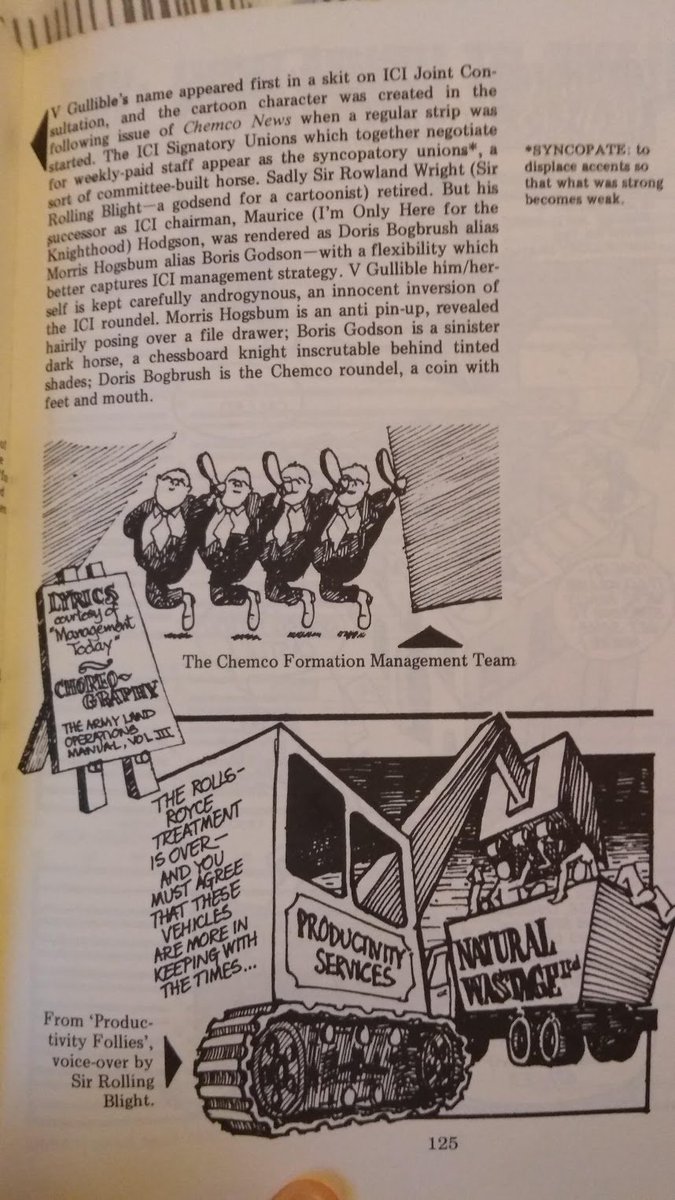 V Gullible's name appeared first in a skit on ICI Joint Con-
sultation, and the cartoon character was created in the
following issue of Chemco News when a regular strip was
started. The ICI Signatory Unions which together negotiate
for weekly-paid staff appear as the syncopatory unions*, a
sort of committee-built horse. Sadly Sir Rowland Wright (Sir
Rolling Blight—a godsend for a cartoonist) retired. But his
successor as ICI chairman, Maurice (I'm Only Here for the
Knighthood) Hodgson, was rendered as Doris Bogbrush alias
Morris Hogsbum alias Boris Godson—with a flexibility which
better captures ICI management strategy. V Gullible him/her-
self is kept carefully androgynous, an innocent inversion of
the ICI roundel. Morris Hogsbum is an anti pin-up, revealed
hairily posing over a file drawer; Boris Godson is a sinister
dark horse, a chessboard knight inscrutable behind tinted
shades; Doris Bogbrush is the Chemco roundel, a coin with
feet and mouth.
*SYNCOPATE: to
displace accents so
that what was strong
becomes weak.
LYRICS
courtesy of
"Management
Today"
~
CHOREO-
GRAPHY
THE ARMY LAND
OPERATIONS
MANUAL, VOL III
The Chemco Formation Management Team
THE ROLLS-
ROYCE
TREATMENT
IS OVER—
AND YOU
MUST AGREE
THAT THESE
VEHICLES
ARE MORE IN
KEEPING WITH
THE TIMES...
PRODUCTIVITY
SERVICES
NATURAL
WASTAGE Ltd
From 'Produc-
tivity Follies',
voice-over by
Sir Rolling
Blight.
125